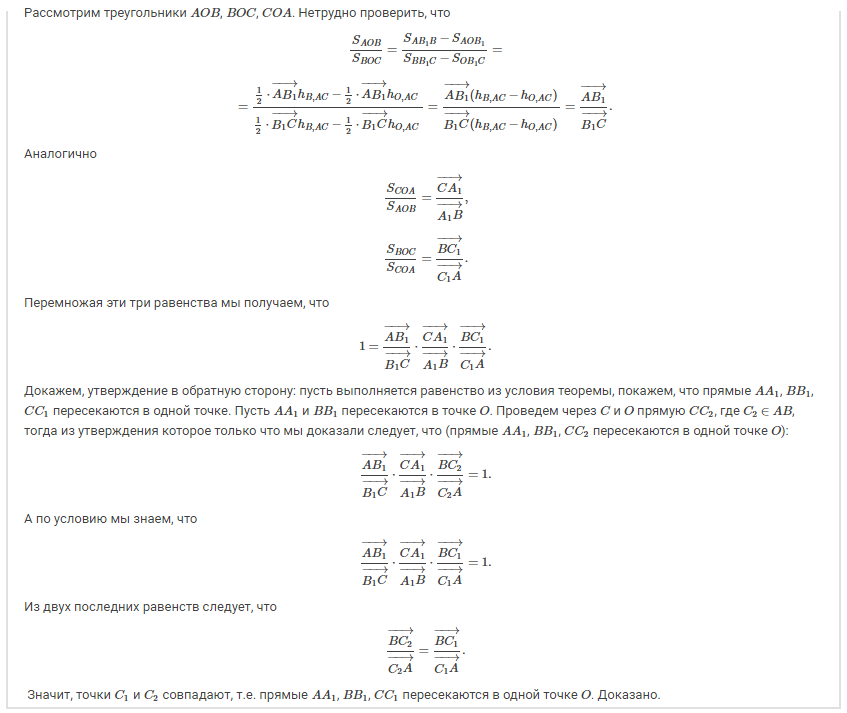 Рассмотрим треугольники $AOB$, $BOC$, $COA$. Нетрудно проверить, что
$$\frac{S_{AOB}}{S_{BOC}} = \frac{S_{AB_1B} - S_{AOB_1}}{S_{BB_1C} - S_{OB_1C}} =$$
$$= \frac{\frac{1}{2} \cdot \overrightarrow{AB_1} h_{B,AC} - \frac{1}{2} \cdot \overrightarrow{AB_1} h_{O,AC}}{\frac{1}{2} \cdot \overrightarrow{B_1C} h_{B,AC} - \frac{1}{2} \cdot \overrightarrow{B_1C} h_{O,AC}} = \frac{\overrightarrow{AB_1}(h_{B,AC} - h_{O,AC})}{\overrightarrow{B_1C}(h_{B,AC} - h_{O,AC})} = \frac{\overrightarrow{AB_1}}{\overrightarrow{B_1C}}.$$
Аналогично
$$\frac{S_{COA}}{S_{AOB}} = \frac{\overrightarrow{CA_1}}{\overrightarrow{A_1B}},$$
$$\frac{S_{BOC}}{S_{COA}} = \frac{\overrightarrow{BC_1}}{\overrightarrow{C_1A}}.$$
Перемножая эти три равенства мы получаем, что
$$1 = \frac{\overrightarrow{AB_1}}{\overrightarrow{B_1C}} \cdot \frac{\overrightarrow{CA_1}}{\overrightarrow{A_1B}} \cdot \frac{\overrightarrow{BC_1}}{\overrightarrow{C_1A}}.$$
Докажем, утверждение в обратную сторону: пусть выполняется равенство из условия теоремы, покажем, что прямые $AA_1$, $BB_1$,
$CC_1$ пересекаются в одной точке. Пусть $AA_1$ и $BB_1$ пересекаются в точке $O$. Проведем через $C$ и $O$ прямую $CC_2$, где $C_2 \in AB$,
тогда из утверждения которое только что мы доказали следует, что (прямые $AA_1$, $BB_1$, $CC_2$ пересекаются в одной точке $O$):
$$\frac{\overrightarrow{AB_1}}{\overrightarrow{B_1C}} \cdot \frac{\overrightarrow{CA_1}}{\overrightarrow{A_1B}} \cdot \frac{\overrightarrow{BC_2}}{\overrightarrow{C_2A}} = 1.$$
А по условию мы знаем, что
$$\frac{\overrightarrow{AB_1}}{\overrightarrow{B_1C}} \cdot \frac{\overrightarrow{CA_1}}{\overrightarrow{A_1B}} \cdot \frac{\overrightarrow{BC_1}}{\overrightarrow{C_1A}} = 1.$$
Из двух последних равенств следует, что
$$\frac{\overrightarrow{BC_2}}{\overrightarrow{C_2A}} = \frac{\overrightarrow{BC_1}}{\overrightarrow{C_1A}}.$$
Значит, точки $C_1$ и $C_2$ совпадают, т.е. прямые $AA_1$, $BB_1$, $CC_1$ пересекаются в одной точке $O$. Доказано.